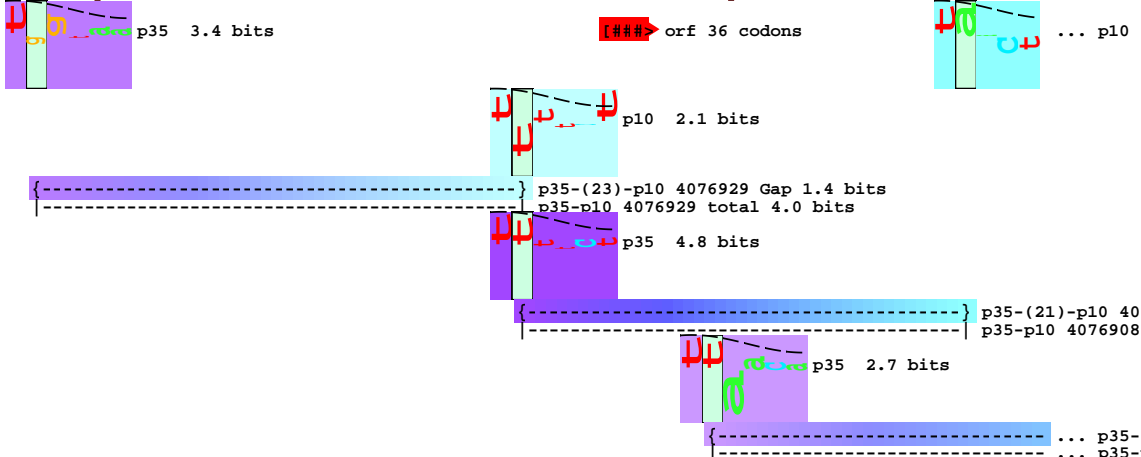 p35 3.4 bits
[###> orf 36 codons
... p10
p10 2.1 bits
{-----------------------------------------------} p35-(23)-p10 4076929 Gap 1.4 bits
|-----------------------------------------------| p35-p10 4076929 total 4.0 bits
p35 4.8 bits
{-------------------------------------------} p35-(21)-p10 40
|-------------------------------------------| p35-p10 4076908
p35 2.7 bits
{--------------------------------- ... p35-
|--------------------------------- ... p35-